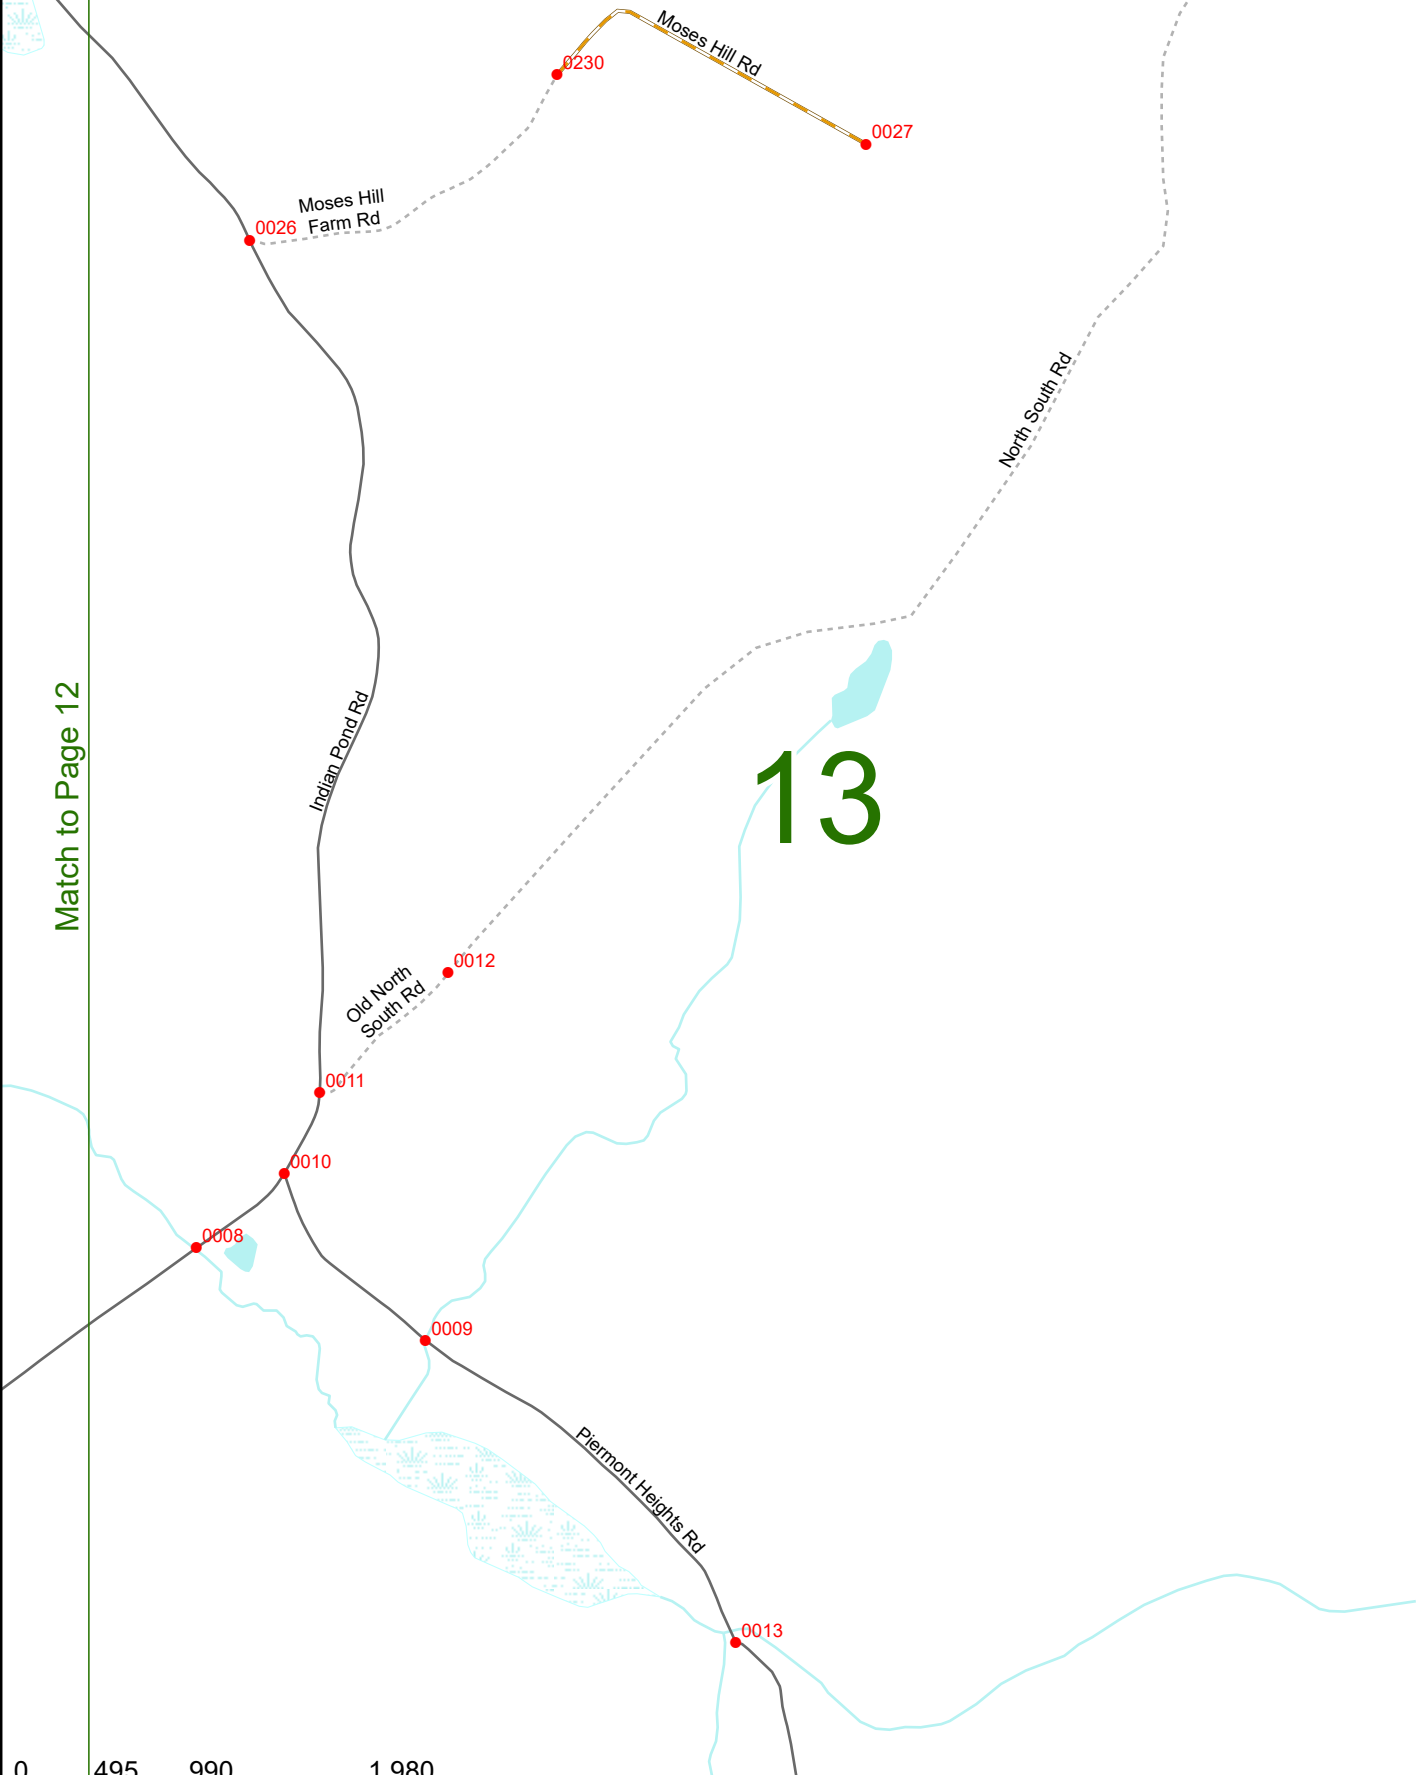 Moses Hill Rd
0230
0027
Moses Hill
Farm Rd
0026
North South Rd
Match to Page 12
Indian Pond Rd
13
0012
Old North
South Rd
0011
0010
0008
0009
Piermont Heights Rd
0013
0 495 990 1,980